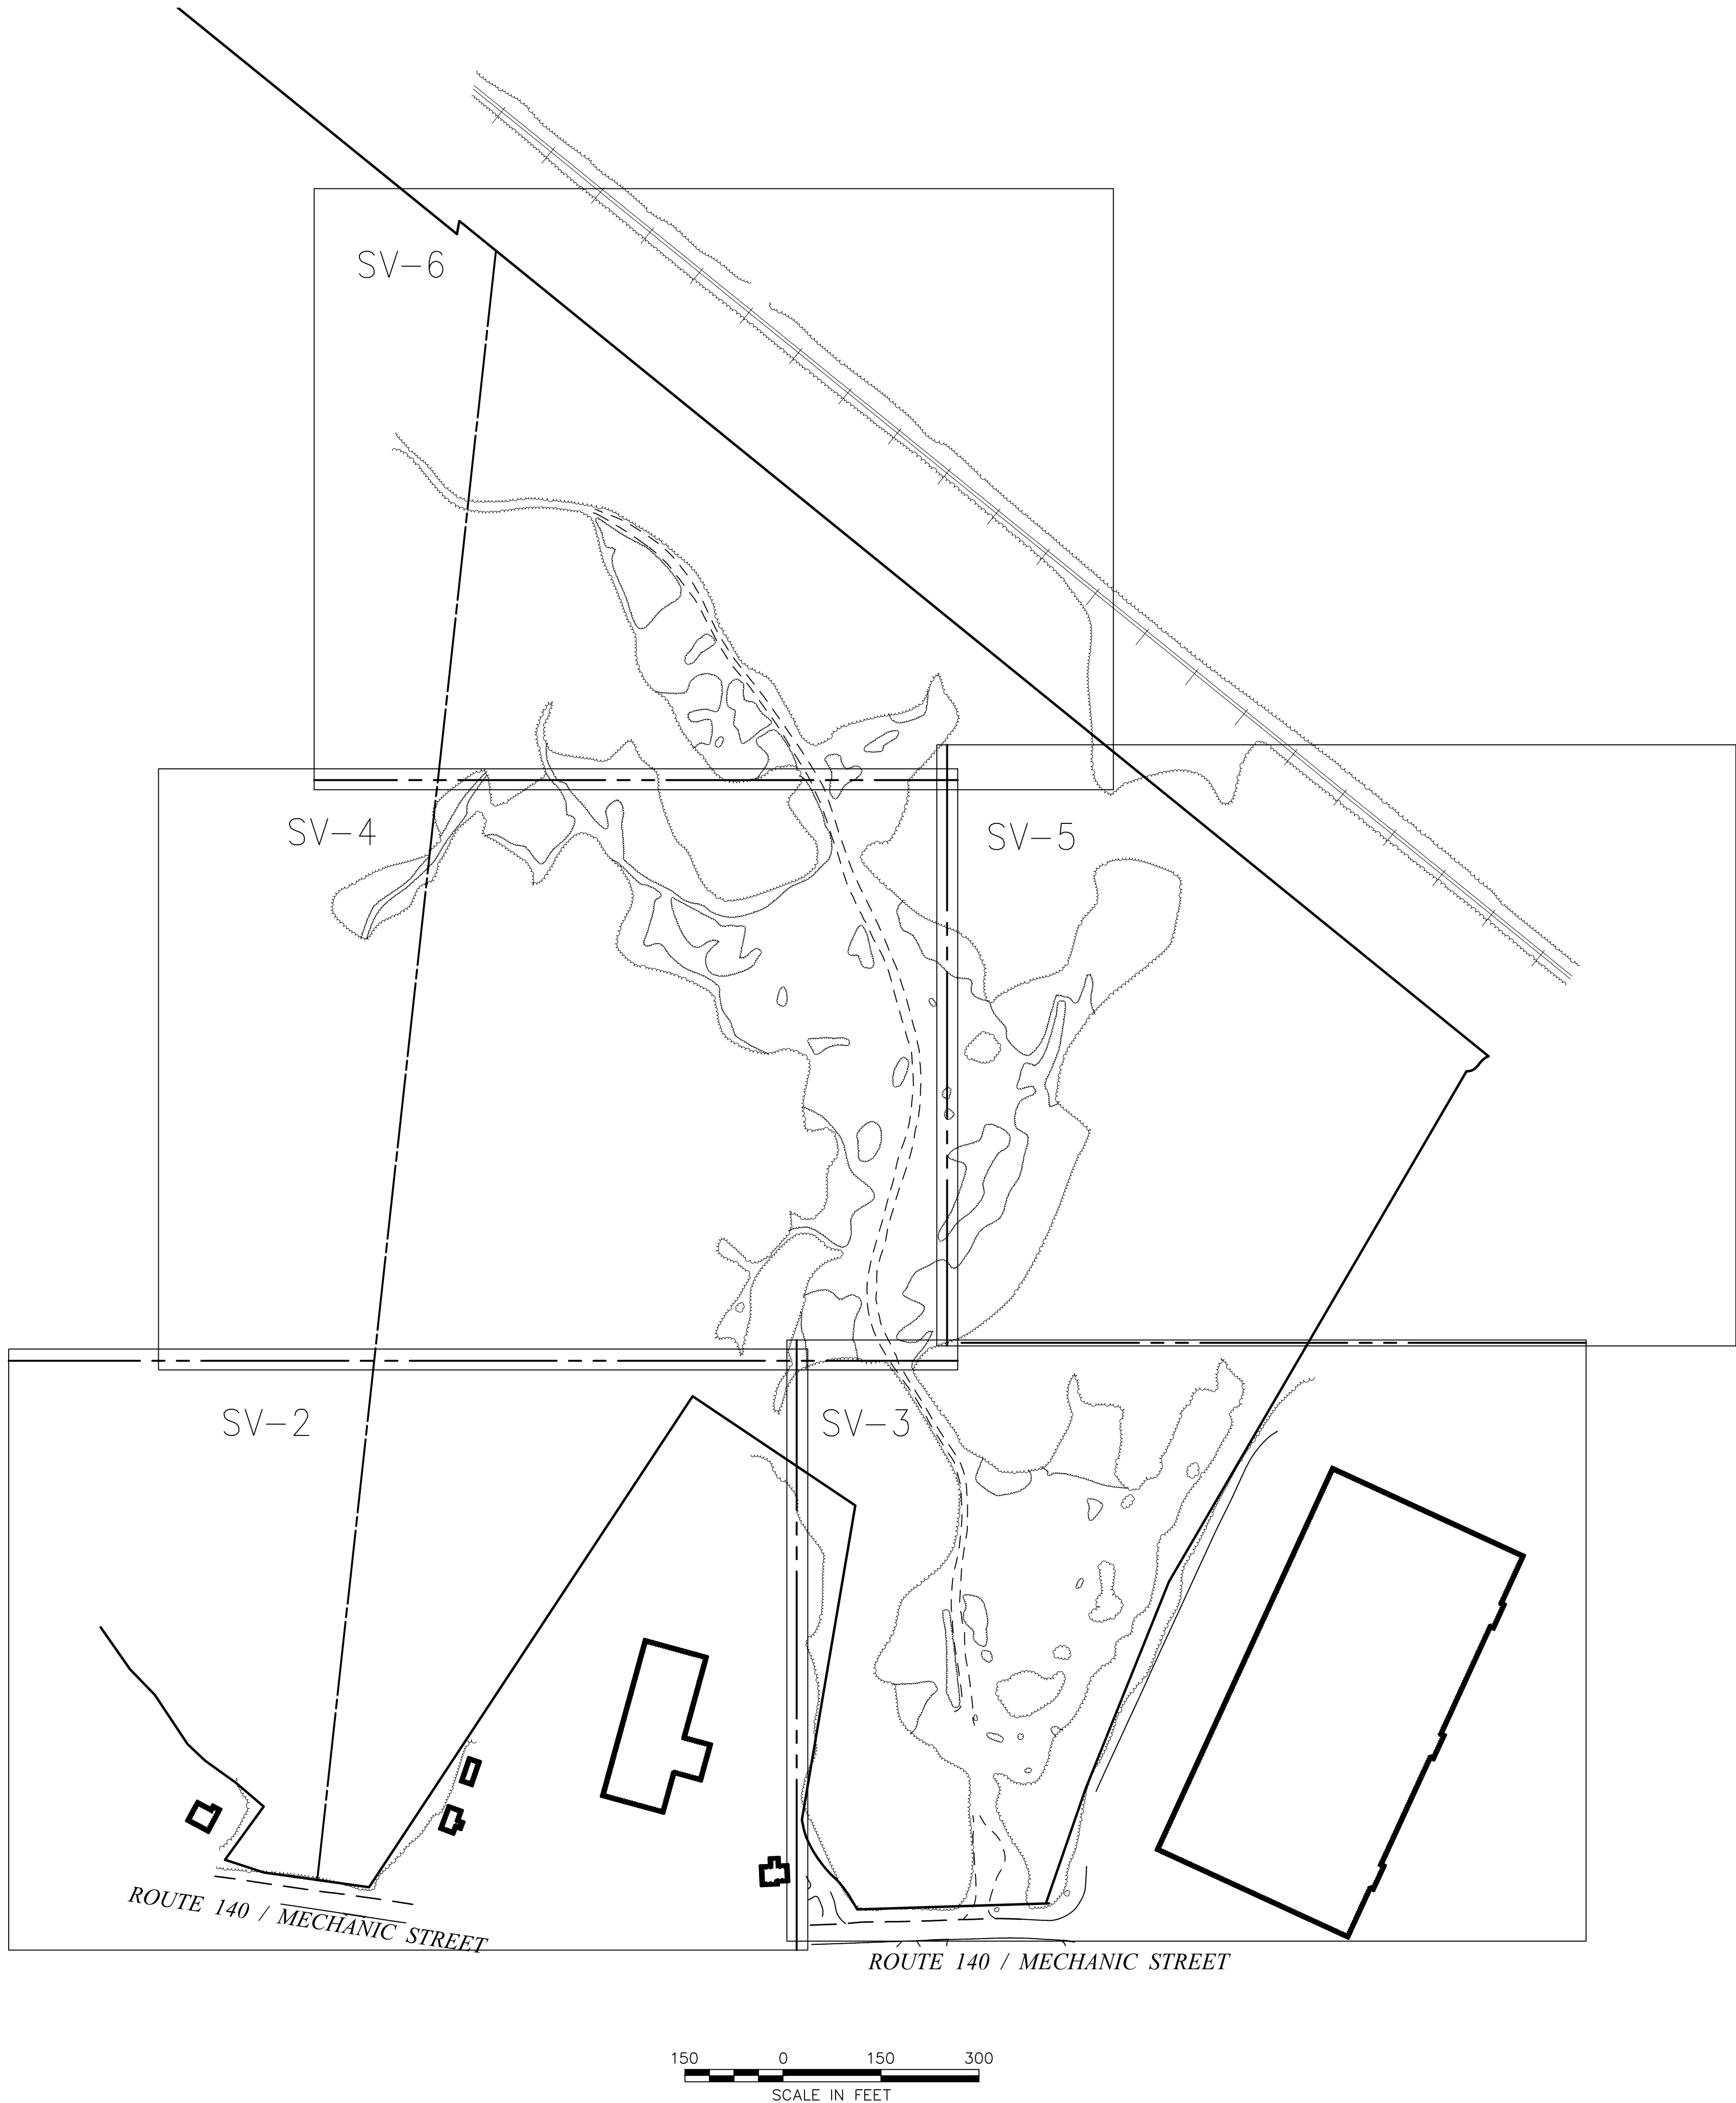 SV-6
SV-4
SV-5
SV-2
SV-3
ROUTE 140 / MECHANIC STREET
ROUTE 140 / MECHANIC STREET
150 0 150 300
SCALE IN FEET